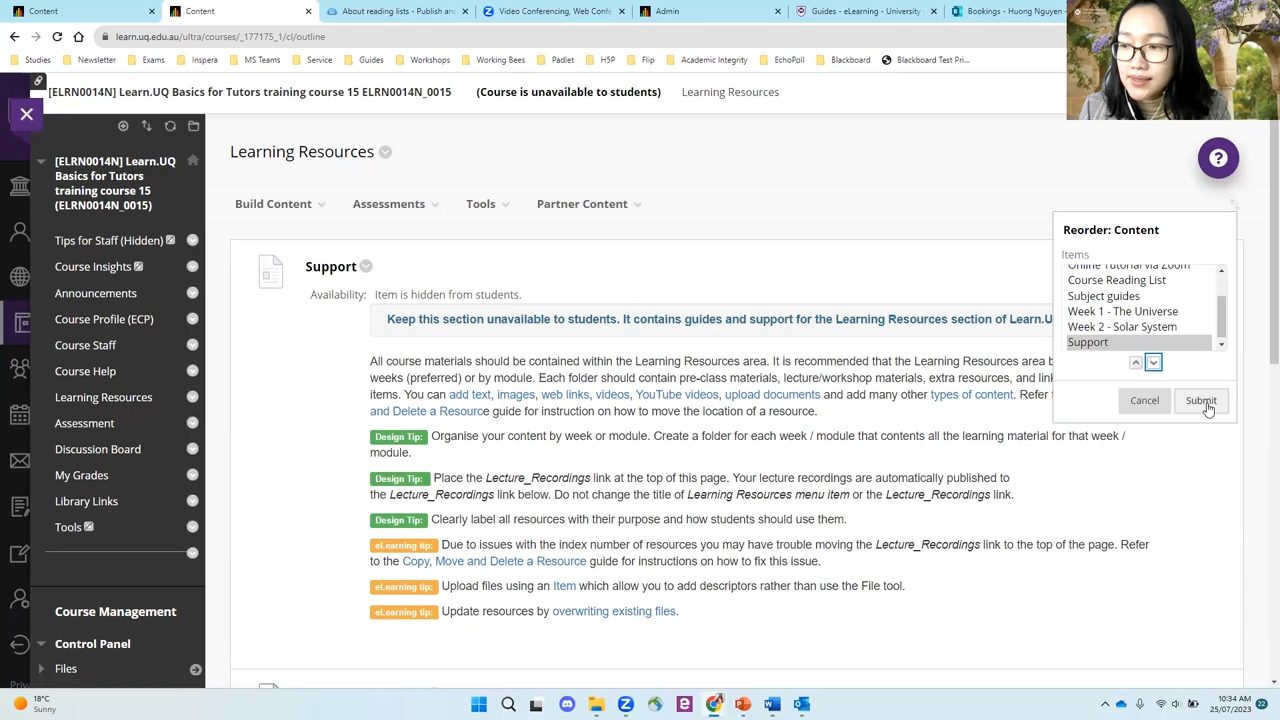 Content
Content
About reading lists - Publish an
Video Conferencing, Web Conf
Admin
Guides - eLearning - University
Bookings - Huong Nguyen
learn.uq.edu.au/ultra/courses/_177175_1/cl/outline
Studies
Newsletter
Exams
Inspera
MS Teams
Service
Guides
Workshops
Working Bees
Padlet
H5P
Flip
Academic Integrity
EchoPoll
Blackboard
Blackboard Test Pri...
[ELRN0014N] Learn.UQ Basics for Tutors training course 15 ELRN0014N_0015
(Course is unavailable to students)
Learning Resources
[ELRN0014N] Learn.UQ
Basics for Tutors
training course 15
(ELRN0014N_0015)
Tips for Staff (Hidden)
Course Insights
Announcements
Course Profile (ECP)
Course Staff
Course Help
Learning Resources
Assessment
Discussion Board
My Grades
Library Links
Tools
Course Management
Control Panel
Files
Learning Resources
Build Content
Assessments
Tools
Partner Content
Support
Availability: Item is hidden from students.
Keep this section unavailable to students. It contains guides and support for the Learning Resources section of Learn.U
All course materials should be contained within the Learning Resources area. It is recommended that the Learning Resources area b
weeks (preferred) or by module. Each folder should contain pre-class materials, lecture/workshop materials, extra resources, and lin
items. You can add text, images, web links, videos, YouTube videos, upload documents and add many other types of content. Refer
and Delete a Resource guide for instruction on how to move the location of a resource.
Design Tip: Organise your content by week or module. Create a folder for each week / module that contents all the learning material for that week /
module.
Design Tip: Place the Lecture_Recordings link at the top of this page. Your lecture recordings are automatically published to
the Lecture_Recordings link below. Do not change the title of Learning Resources menu item or the Lecture_Recordings link.
Design Tip: Clearly label all resources with their purpose and how students should use them.
eLearning tip: Due to issues with the index number of resources you may have trouble moving the Lecture_Recordings link to the top of the page. Refer
to the Copy, Move and Delete a Resource guide for instructions on how to fix this issue.
eLearning tip: Upload files using an Item which allow you to add descriptors rather than use the File tool.
eLearning tip: Update resources by overwriting existing files.
Reorder: Content
Items
Online Tutorial via Zoom
Course Reading List
Subject guides
Week 1 - The Universe
Week 2 - Solar System
Support
Cancel
Submit
18°C
Sunny
10:34 AM
25/07/2023
22